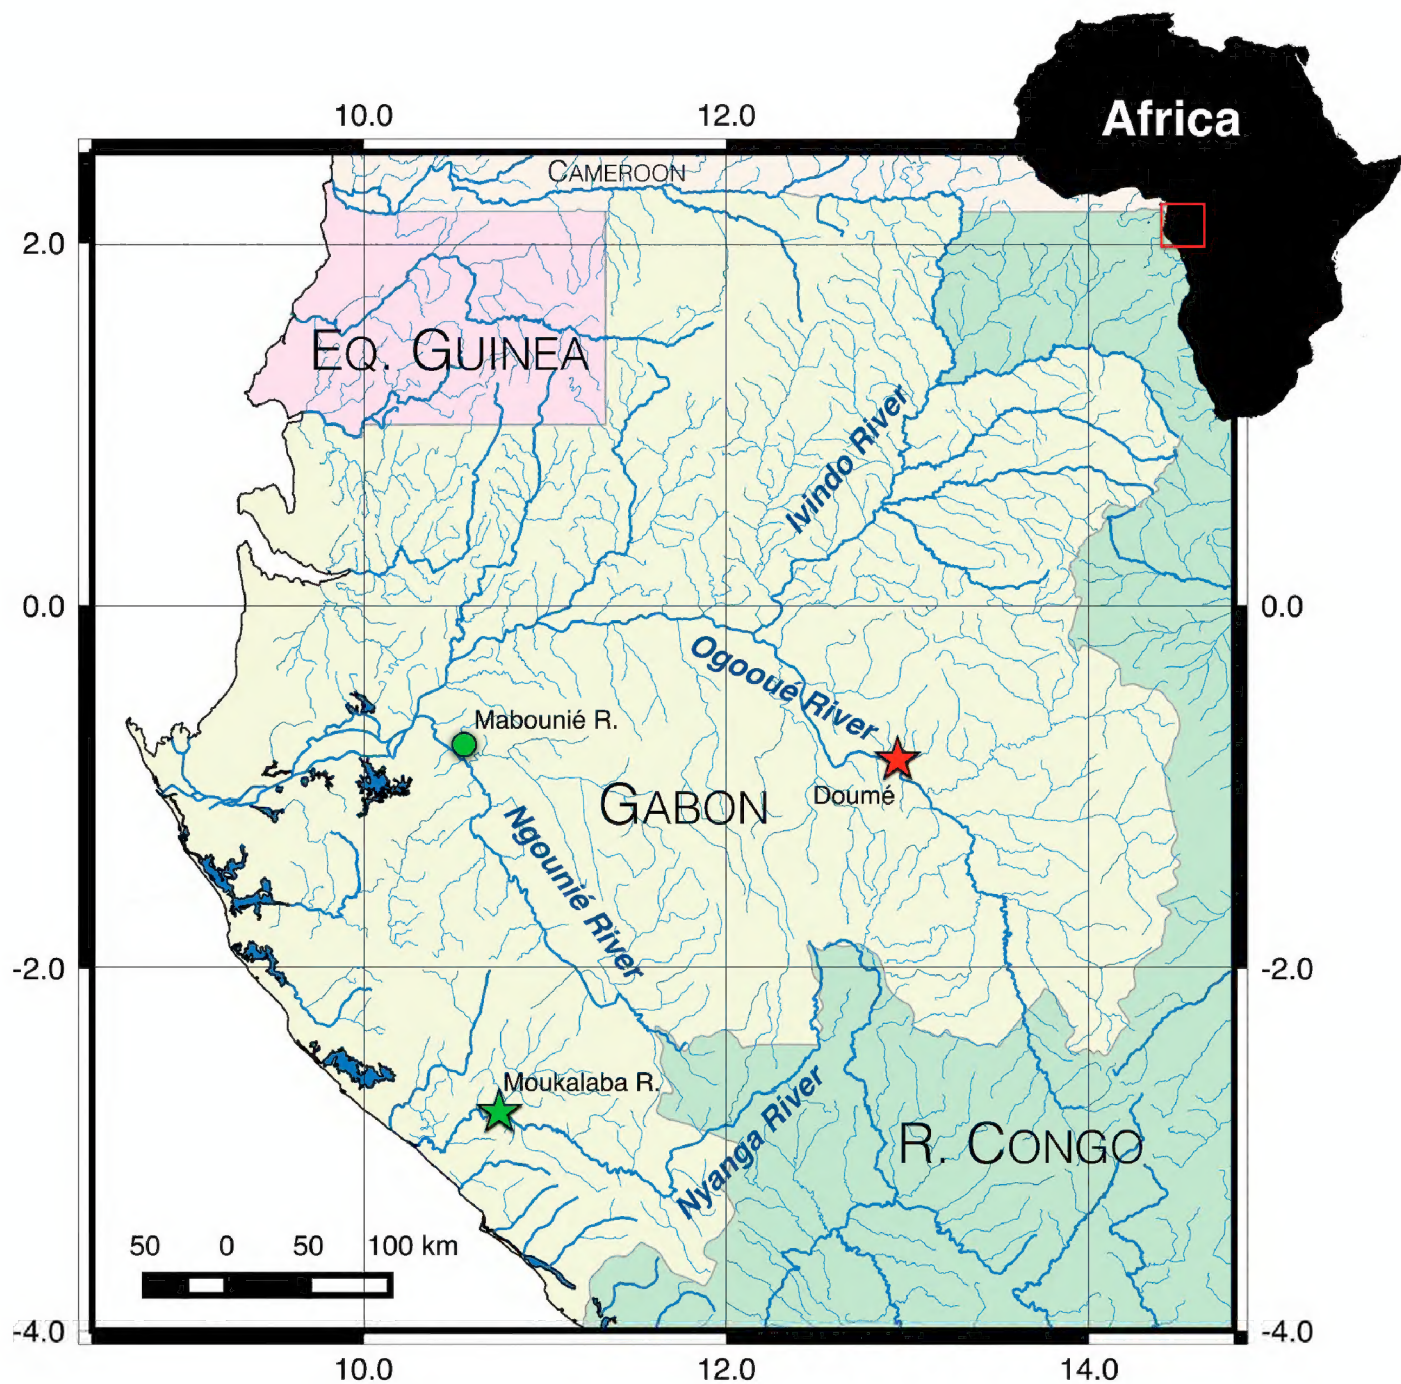 Africa
10.0
12.0
CAMEROON
2.0
EQ. GUINEA
Ivindo River
0.0
0.0
Ogooué River
Mabounié R.
Doumé
GABON
Ngounié River
-2.0
-2.0
Moukalaba R.
Nyanga River
R. CONGO
50 0 50 100 km
-4.0
-4.0
10.0
12.0
14.0